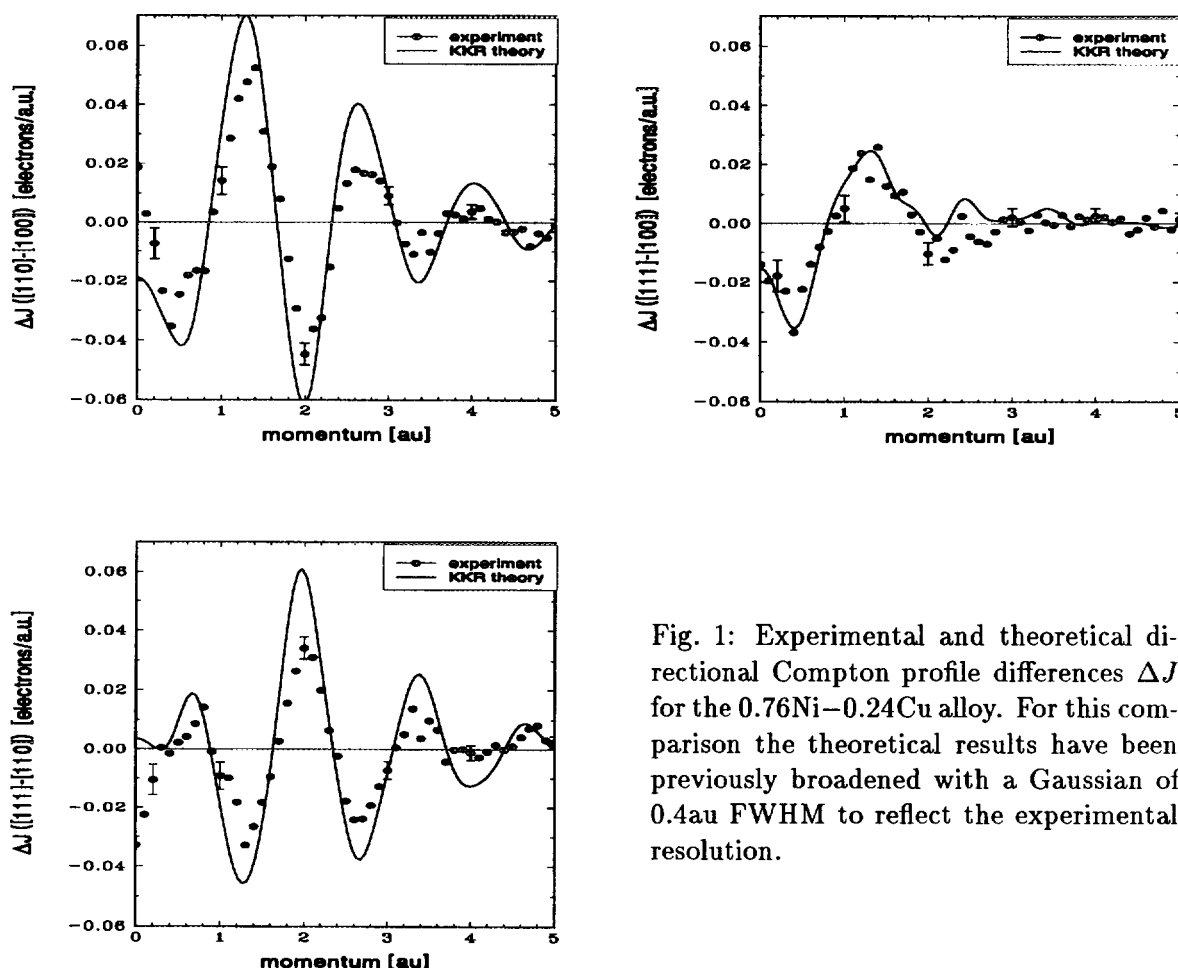 experiment
KKR theory
0.06
0.04
0.02
0.00
−0.02
−0.04
−0.06
0 1 2 3 4 5
momentum [au]
ΔJ ([110]-[100]) [electrons/a.u.]
experiment
KKR theory
0.06
0.04
0.02
0.00
−0.02
−0.04
−0.06
0 1 2 3 4 5
momentum [au]
ΔJ ([111]-[100]) [electrons/a.u.]
experiment
KKR theory
0.06
0.04
0.02
0.00
−0.02
−0.04
−0.06
0 1 2 3 4 5
momentum [au]
ΔJ ([111]-[110]) [electrons/a.u.]
Fig. 1: Experimental and theoretical di-
rectional Compton profile differences ΔJ
for the 0.76Ni−0.24Cu alloy. For this com-
parison the theoretical results have been
previously broadened with a Gaussian of
0.4au FWHM to reflect the experimental
resolution.